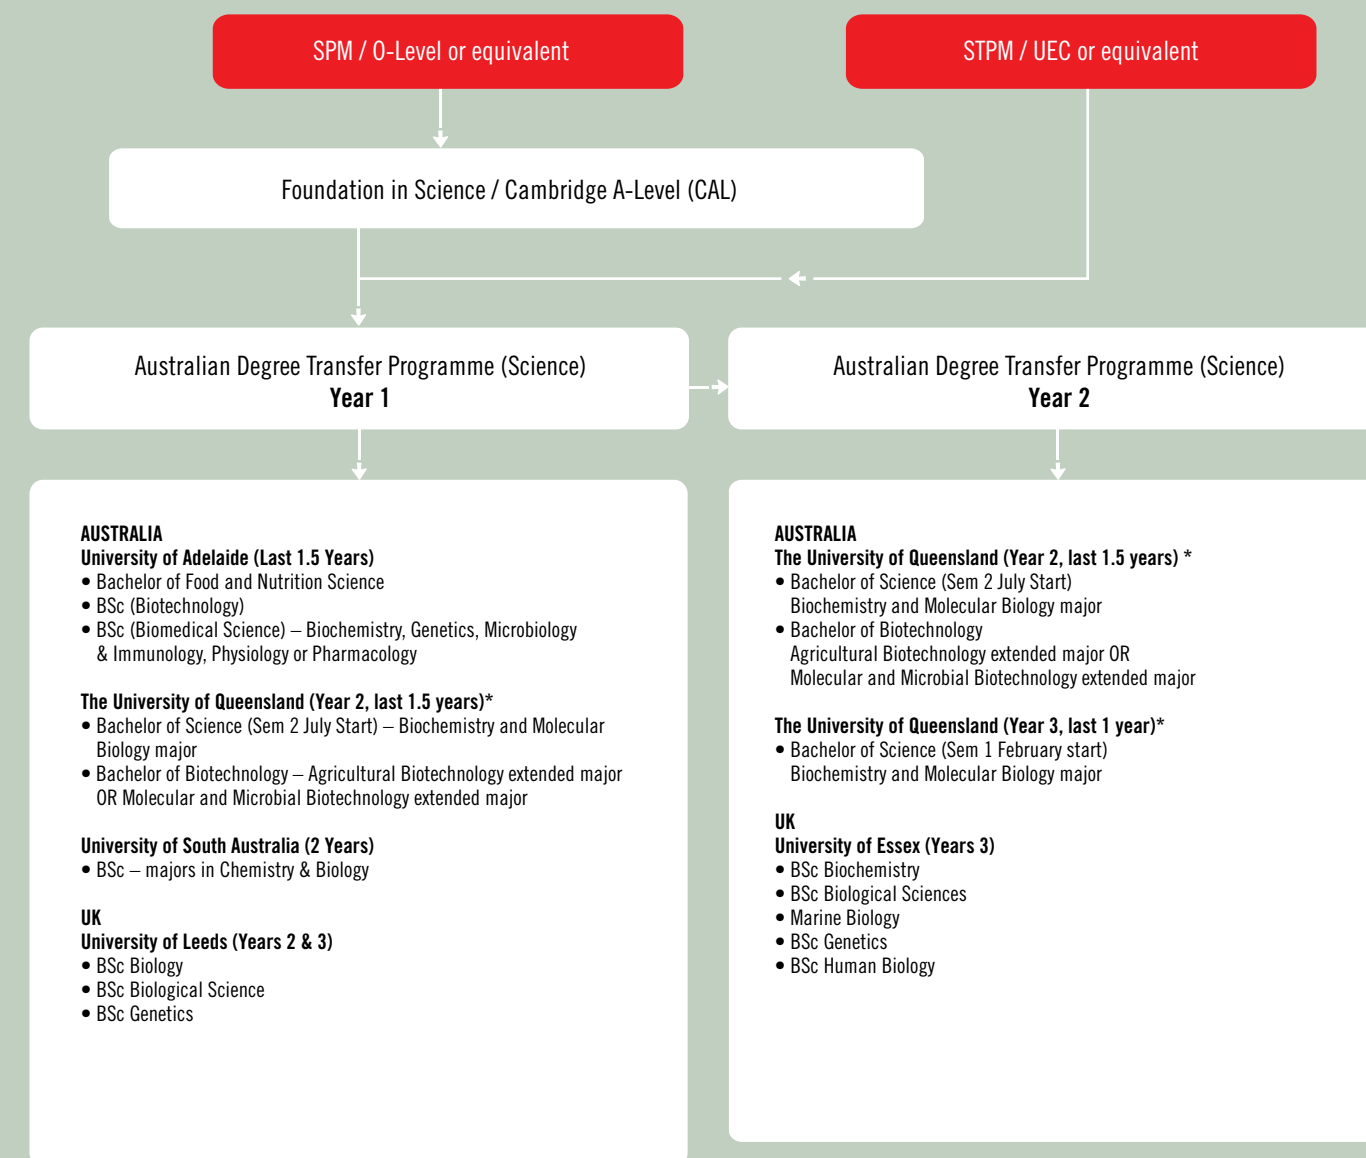 SPM / O-Level or equivalent
STPM / UEC or equivalent
Foundation in Science / Cambridge A-Level (CAL)
Australian Degree Transfer Programme (Science)
Year 1
Australian Degree Transfer Programme (Science)
Year 2
AUSTRALIA
University of Adelaide (Last 1.5 Years)
• Bachelor of Food and Nutrition Science
• BSc (Biotechnology)
• BSc (Biomedical Science) – Biochemistry, Genetics, Microbiology
& Immunology, Physiology or Pharmacology
The University of Queensland (Year 2, last 1.5 years)*
• Bachelor of Science (Sem 2 July Start) – Biochemistry and Molecular
Biology major
• Bachelor of Biotechnology – Agricultural Biotechnology extended major
OR Molecular and Microbial Biotechnology extended major
University of South Australia (2 Years)
• BSc – majors in Chemistry & Biology
UK
University of Leeds (Years 2 & 3)
• BSc Biology
• BSc Biological Science
• BSc Genetics
AUSTRALIA
The University of Queensland (Year 2, last 1.5 years) *
• Bachelor of Science (Sem 2 July Start)
Biochemistry and Molecular Biology major
• Bachelor of Biotechnology
Agricultural Biotechnology extended major OR
Molecular and Microbial Biotechnology extended major
The University of Queensland (Year 3, last 1 year)*
• Bachelor of Science (Sem 1 February start)
Biochemistry and Molecular Biology major
UK
University of Essex (Years 3)
• BSc Biochemistry
• BSc Biological Sciences
• Marine Biology
• BSc Genetics
• BSc Human Biology